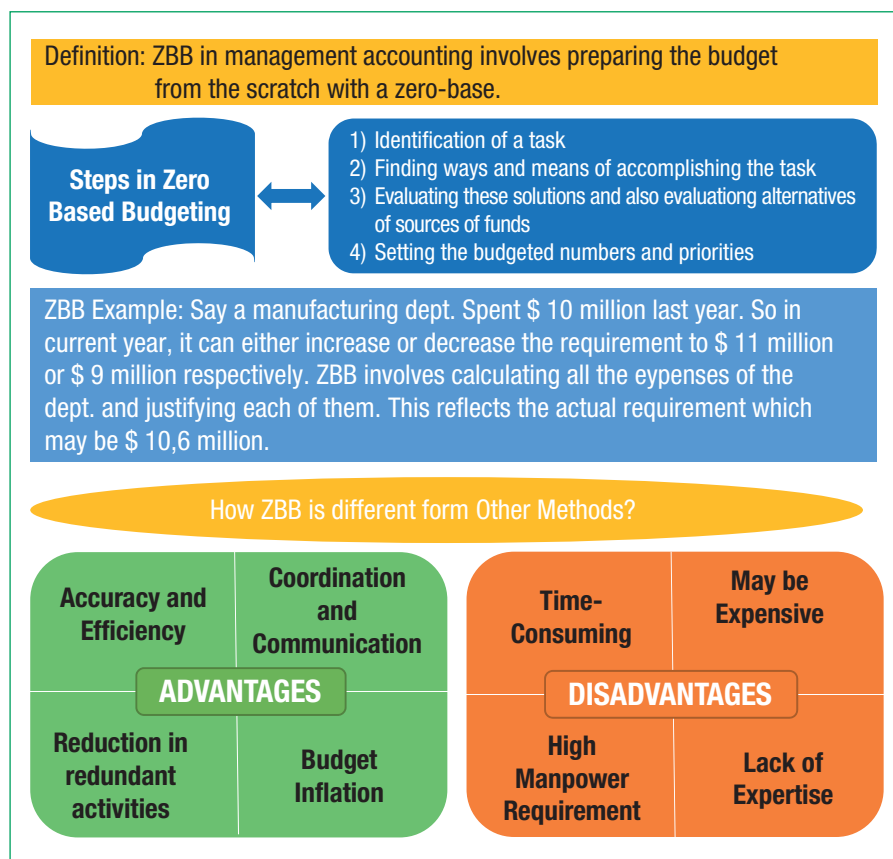 Definition: ZBB in management accounting involves preparing the budget
from the scratch with a zero-base.
Steps in Zero
Based Budgeting
1) Identification of a task
2) Finding ways and means of accomplishing the task
3) Evaluating these solutions and also evaluationg alternatives
of sources of funds
4) Setting the budgeted numbers and priorities
ZBB Example: Say a manufacturing dept. Spent $ 10 million last year. So in
current year, it can either increase or decrease the requirement to $ 11 million
or $ 9 million respectively. ZBB involves calculating all the eypenses of the
dept. and justifying each of them. This reflects the actual requirement which
may be $ 10,6 million.
How ZBB is different form Other Methods?
Accuracy and
Efficiency
Coordination
and
Communication
ADVANTAGES
Reduction in
redundant
activities
Budget
Inflation
Time-
Consuming
May be
Expensive
DISADVANTAGES
High
Manpower
Requirement
Lack of
Expertise